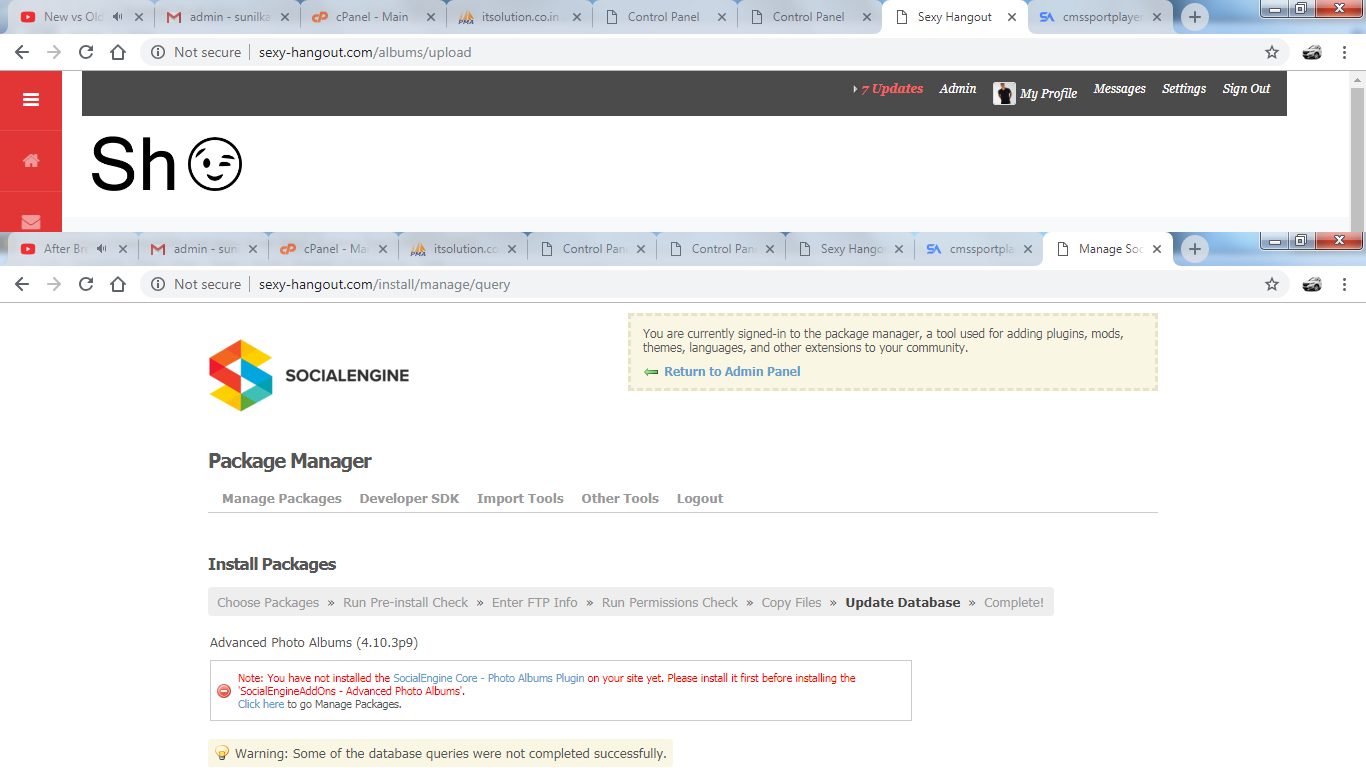 New vs Old
admin - sunilka
cPanel - Main
itsolution.co.in
Control Panel
Control Panel
Sexy Hangout
cmssportplayer
Not secure | sexy-hangout.com/albums/upload
7 Updates Admin My Profile Messages Settings Sign Out
Sh
After Bre
admin - suni
cPanel - Ma
itsolution.co
Control Pan
Control Pan
Sexy Hango
cmssportpla
Manage Soc
Not secure | sexy-hangout.com/install/manage/query
You are currently signed-in to the package manager, a tool used for adding plugins, mods,
themes, languages, and other extensions to your community.
Return to Admin Panel
SOCIALENGINE
Package Manager
Manage Packages Developer SDK Import Tools Other Tools Logout
Install Packages
Choose Packages » Run Pre-install Check » Enter FTP Info » Run Permissions Check » Copy Files » Update Database » Complete!
Advanced Photo Albums (4.10.3p9)
Note: You have not installed the SocialEngine Core - Photo Albums Plugin on your site yet. Please install it first before installing the
'SocialEngineAddOns - Advanced Photo Albums'.
Click here to go Manage Packages.
Warning: Some of the database queries were not completed successfully.